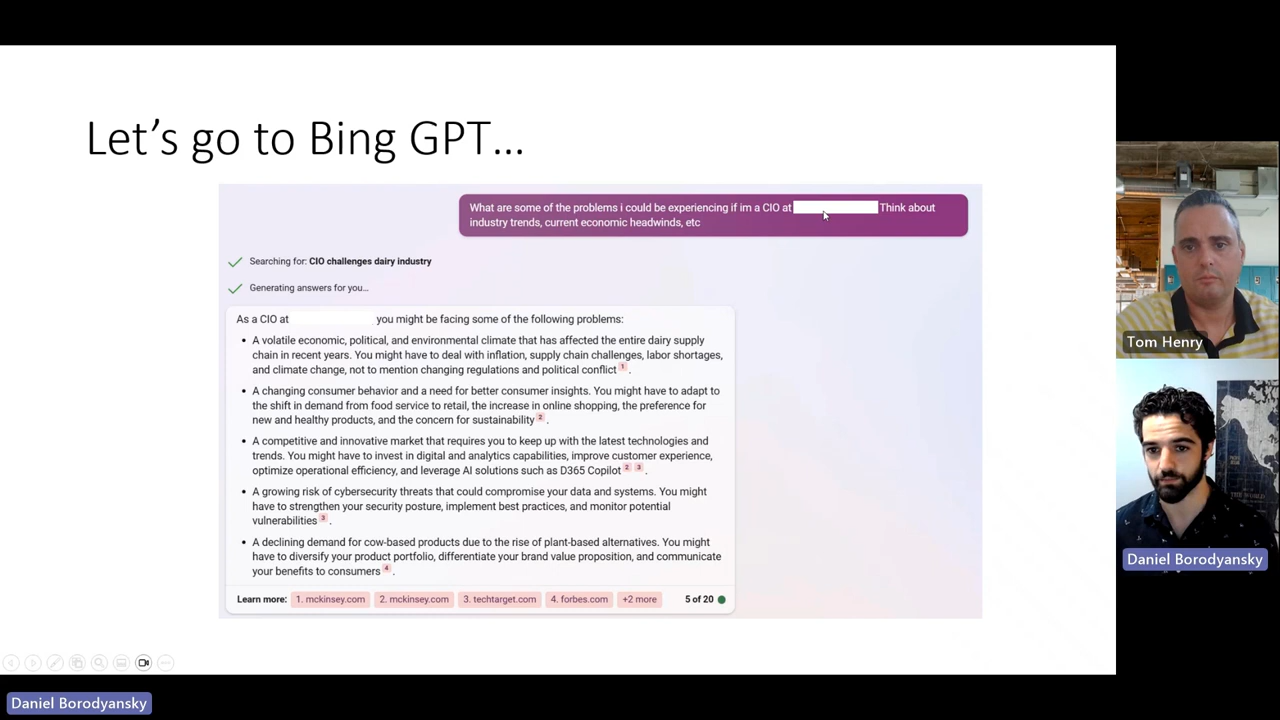 Let's go to Bing GPT...
What are some of the problems i could be experiencing if im a CIO at Think about
industry trends, current economic headwinds, etc
Searching for: CIO challenges dairy industry
Generating answers for you...
As a CIO at you might be facing some of the following problems:
• A volatile economic, political, and environmental climate that has affected the entire dairy supply
chain in recent years. You might have to deal with inflation, supply chain challenges, labor shortages,
and climate change, not to mention changing regulations and political conflict 1 .
• A changing consumer behavior and a need for better consumer insights. You might have to adapt to
the shift in demand from food service to retail, the increase in online shopping, the preference for
new and healthy products, and the concern for sustainability 2 .
• A competitive and innovative market that requires you to keep up with the latest technologies and
trends. You might have to invest in digital and analytics capabilities, improve customer experience,
optimize operational efficiency, and leverage AI solutions such as D365 Copilot 2 3 .
• A growing risk of cybersecurity threats that could compromise your data and systems. You might
have to strengthen your security posture, implement best practices, and monitor potential
vulnerabilities 3 .
• A declining demand for cow-based products due to the rise of plant-based alternatives. You might
have to diversify your product portfolio, differentiate your brand value proposition, and communicate
your benefits to consumers 4 .
Learn more: 1. mckinsey.com 2. mckinsey.com 3. techtarget.com 4. forbes.com +2 more 5 of 20
Tom Henry
Daniel Borodyansky
Daniel Borodyansky